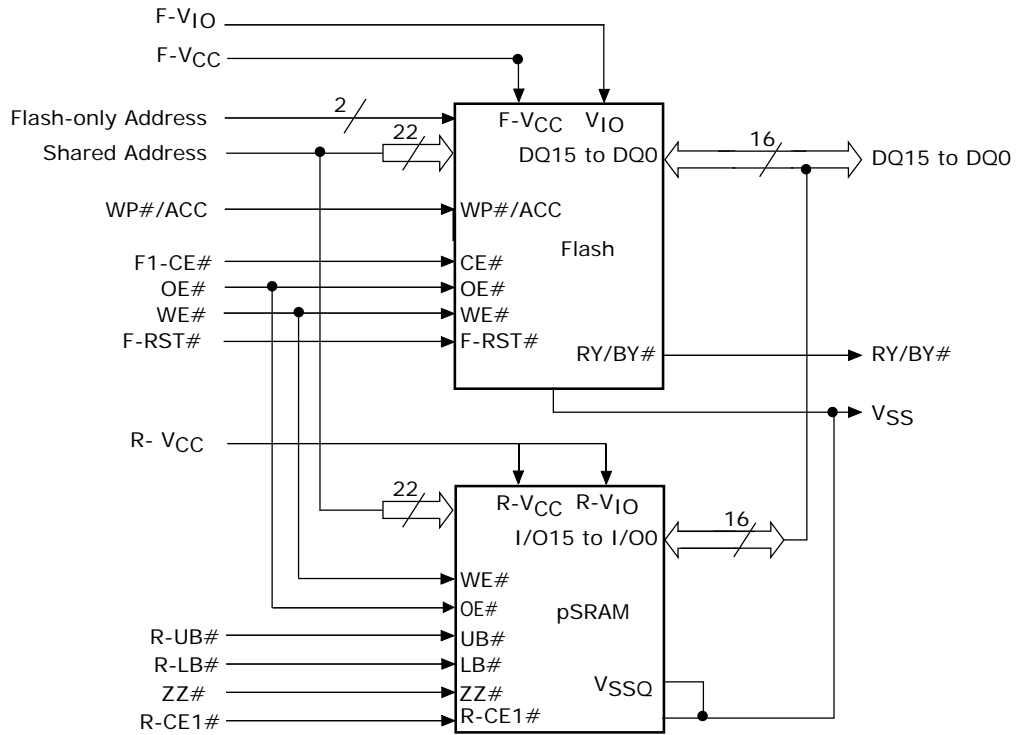 F-VIO
F-VCC
Flash-only Address
2
F-VCC VIO
Shared Address
22
DQ15 to DQ0
16
DQ15 to DQ0
WP#/ACC
WP#/ACC
Flash
F1-CE#
CE#
OE#
OE#
WE#
WE#
F-RST#
F-RST#
RY/BY#
RY/BY#
VSS
R- VCC
22
R-VCC R-VIO
I/O15 to I/O0
16
WE#
OE#
pSRAM
R-UB#
UB#
R-LB#
LB#
ZZ#
ZZ#
VSSQ
R-CE1#
R-CE1#